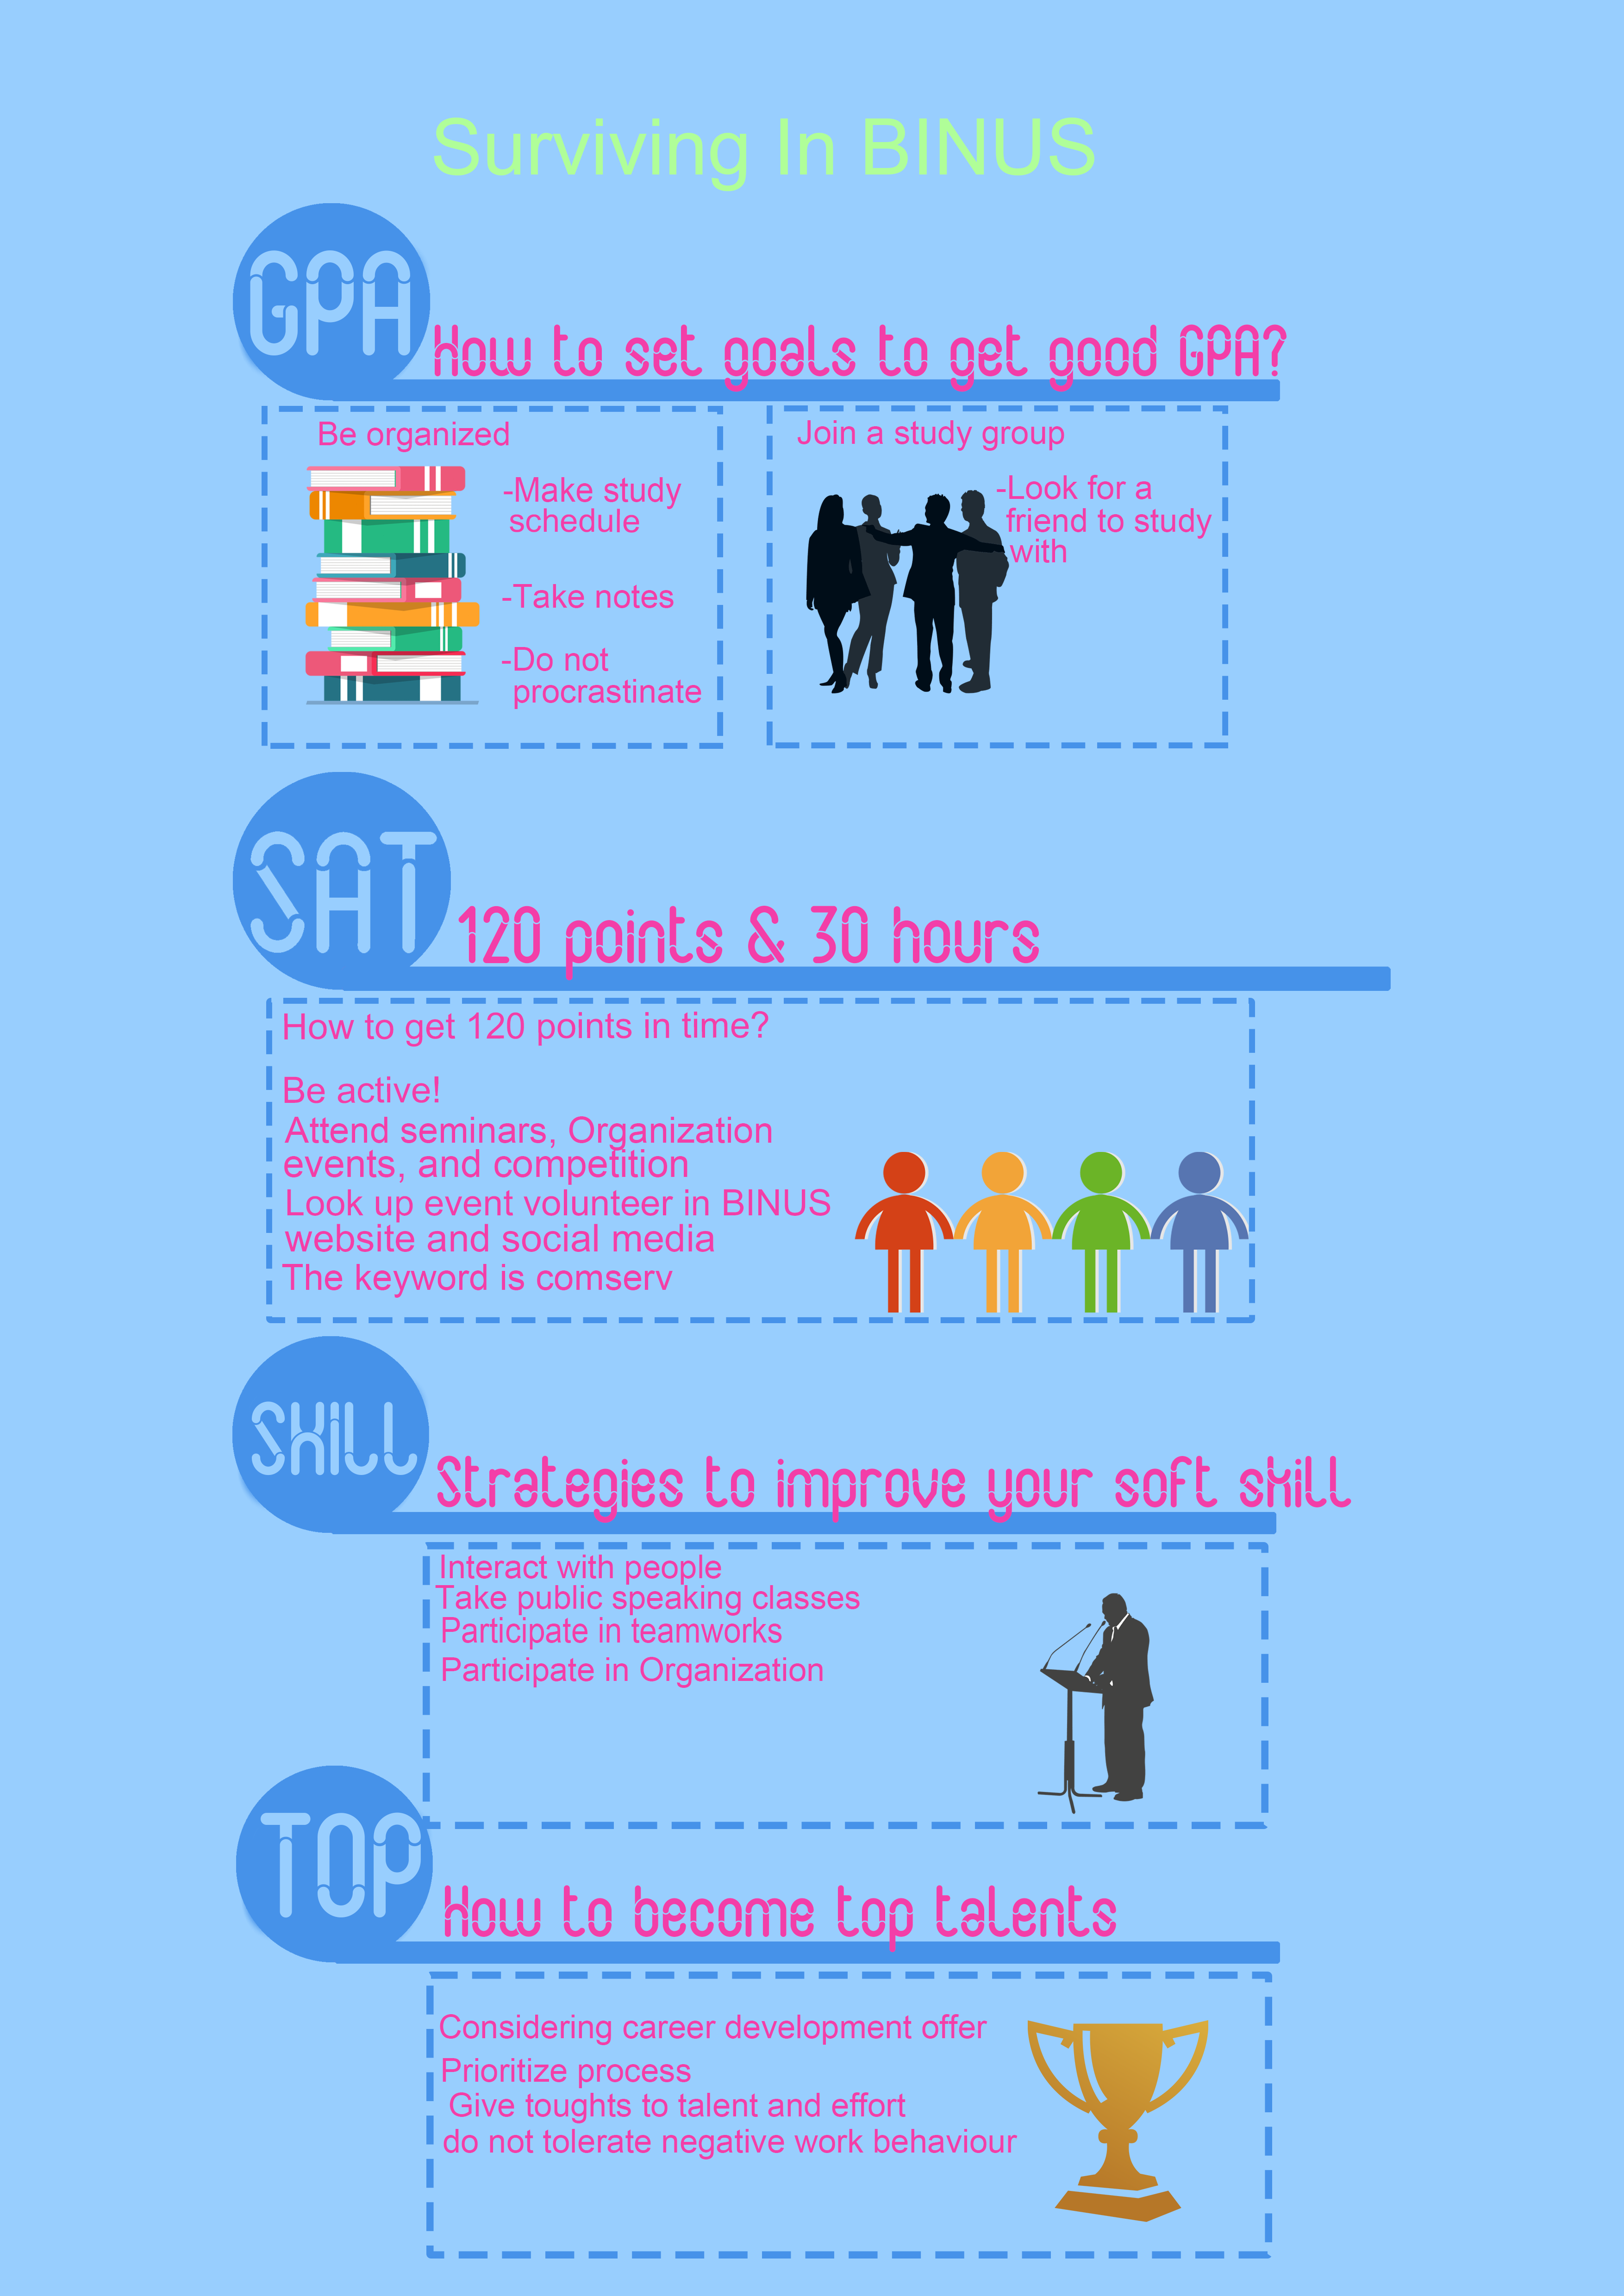 Surviving In BINUS
GPA
How to set goals to get good GPA?
Be organized
-Make study
schedule
-Take notes
-Do not
procrastinate
Join a study group
-Look for a
friend to study
with
SAT
120 points & 30 hours
How to get 120 points in time?
Be active!
Attend seminars, Organization
events, and competition
Look up event volunteer in BINUS
website and social media
The keyword is comserv
SKILL
Strategies to improve your soft skill
Interact with people
Take public speaking classes
Participate in teamworks
Participate in Organization
TOP
How to become top talents
Considering career development offer
Prioritize process
Give toughts to talent and effort
do not tolerate negative work behaviour